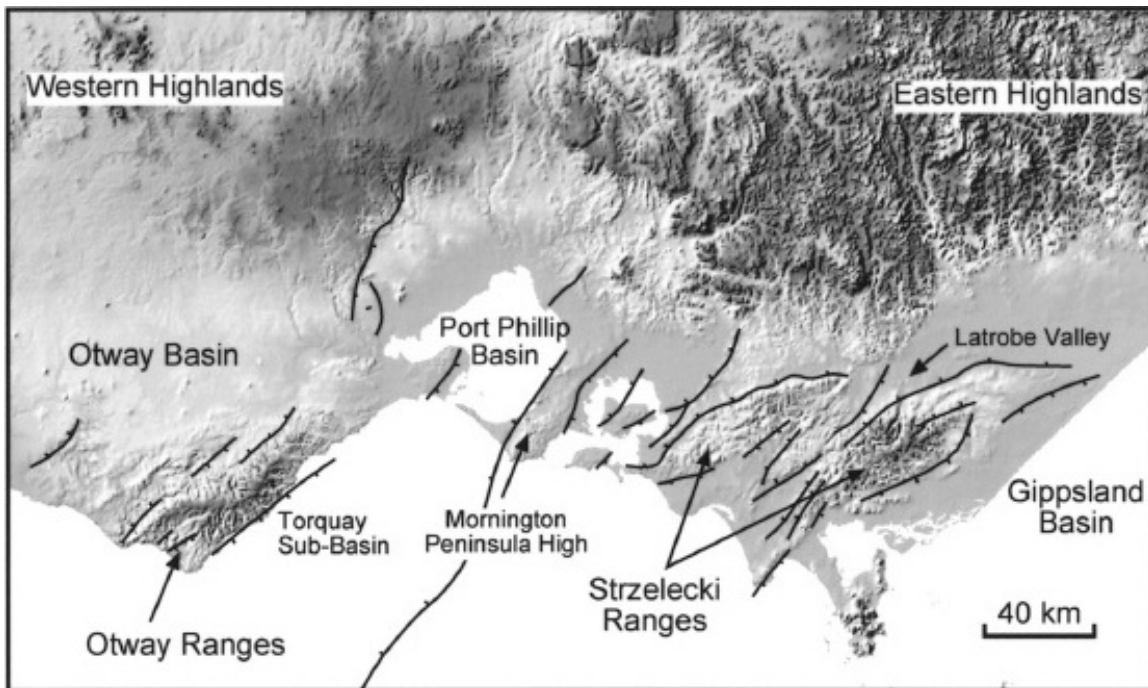 Western Highlands
Eastern Highlands
Port Phillip
Basin
Latrobe Valley
Otway Basin
Torquay
Sub-Basin
Mornington
Peninsula High
Gippsland
Basin
Strzelecki
Ranges
Otway Ranges
40 km